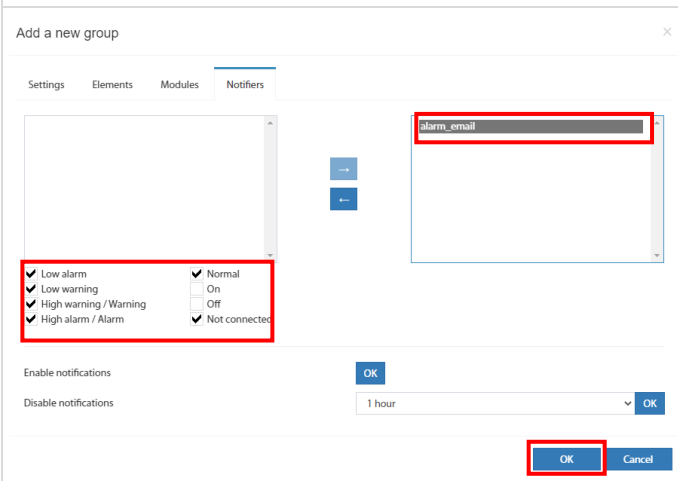 Add a new group
×
Settings Elements Modules Notifiers
alarm_email
→
←
Low alarm Normal
Low warning On
High warning / Warning Off
High alarm / Alarm Not connected
Enable notifications OK
Disable notifications 1 hour OK
OK Cancel